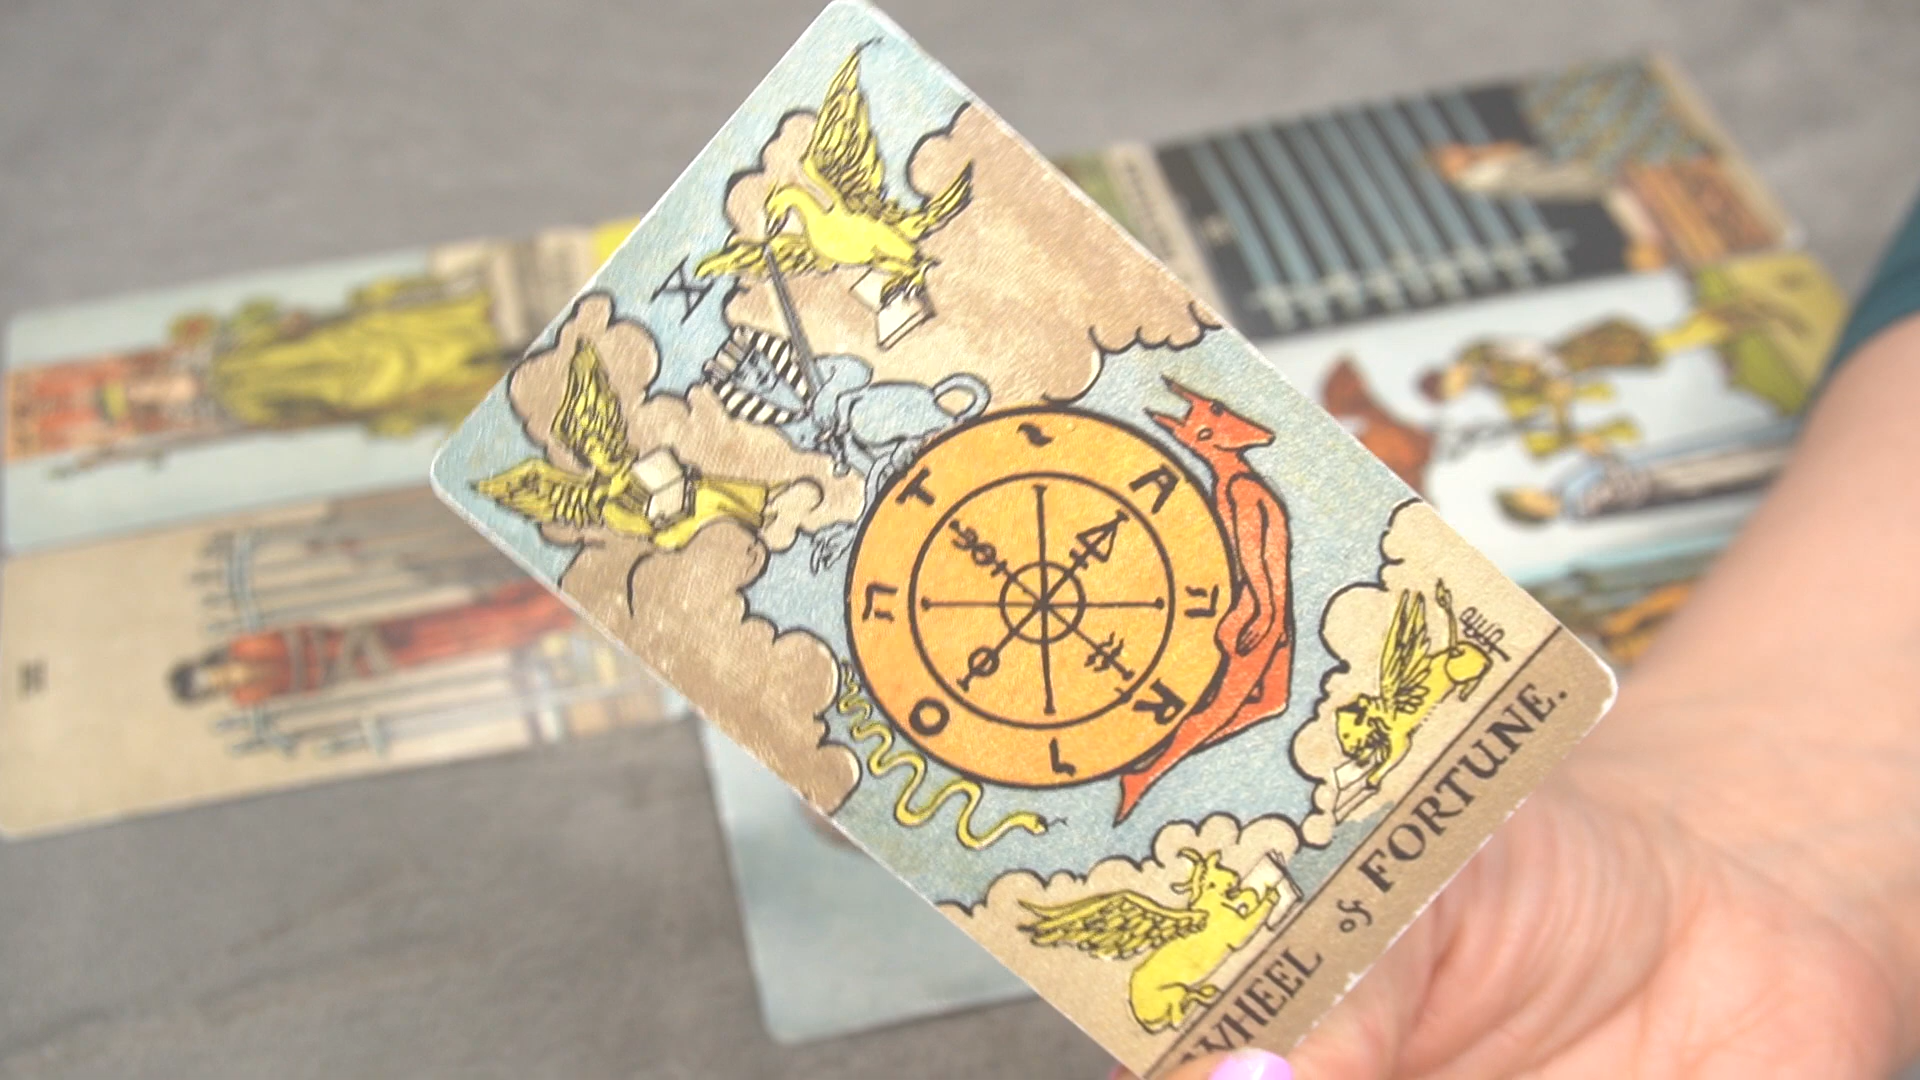 X
T י A ה R ו O ה
WHEEL of FORTUNE.